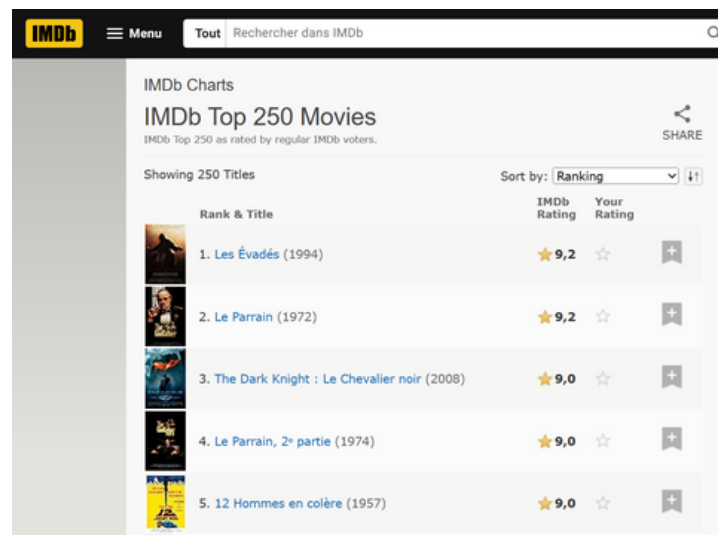 IMDb Menu Tout Rechercher dans IMDb
IMDb Charts
IMDb Top 250 Movies
IMDb Top 250 as rated by regular IMDb voters.
SHARE
Showing 250 Titles Sort by: Ranking
Rank & Title IMDb Rating Your Rating
1. Les Évadés (1994) 9,2
2. Le Parrain (1972) 9,2
3. The Dark Knight : Le Chevalier noir (2008) 9,0
4. Le Parrain, 2ᵉ partie (1974) 9,0
5. 12 Hommes en colère (1957) 9,0